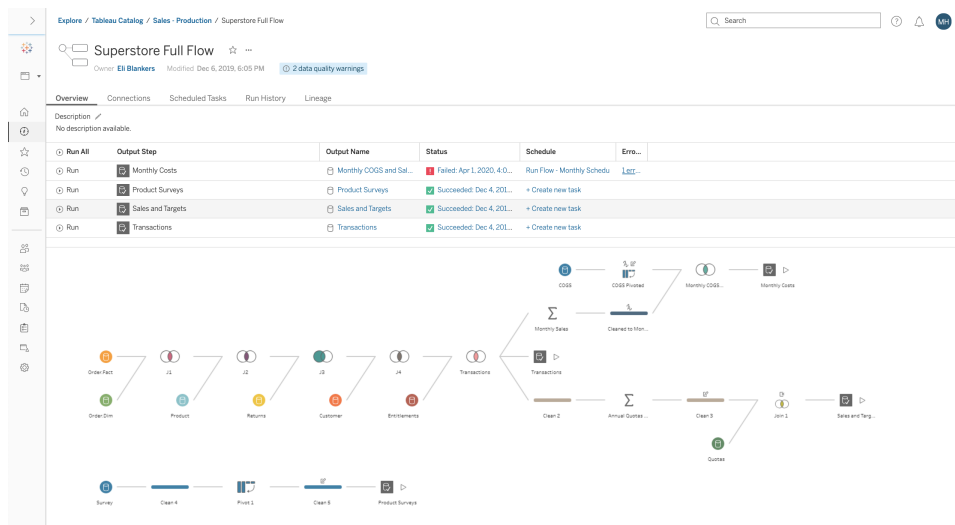 Explore / Tableau Catalog / Sales - Production / Superstore Full Flow
Search
MH
Superstore Full Flow
Owner Eli Blankers Modified Dec 6, 2019, 6:05 PM 2 data quality warnings
Overview Connections Scheduled Tasks Run History Lineage
Description
No description available.
Run All Output Step Output Name Status Schedule Erro...
Run Monthly Costs Monthly COGS and Sal... Failed: Apr 1, 2020, 4:0... Run Flow - Monthly Schedu 1 err...
Run Product Surveys Product Surveys Succeeded: Dec 4, 201... + Create new task
Run Sales and Targets Sales and Targets Succeeded: Dec 4, 201... + Create new task
Run Transactions Transactions Succeeded: Dec 4, 201... + Create new task
COGS COGS Pivoted Monthly COGS... Monthly Costs
Monthly Sales Cleaned to Mon...
Order Fact J1 J2 J3 J4 Transactions Transactions
Order Dim Product Returns Customer Entitlements Clean 2 Annual Quotes ... Clean 3 Join 1 Sales and Targ...
Quotes
Survey Clean 4 Pivot 1 Clean 5 Product Surveys